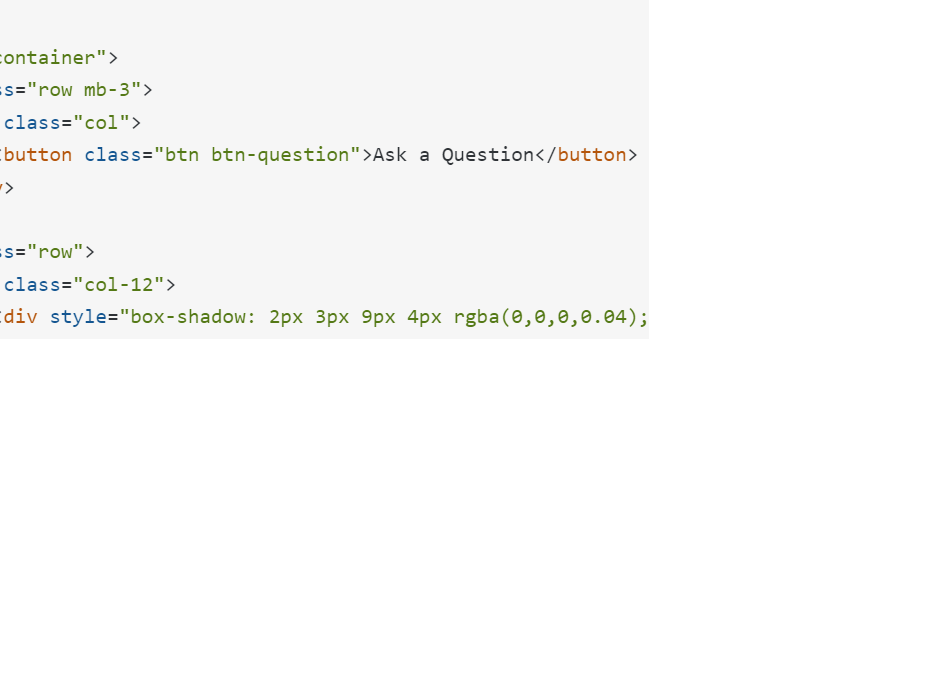 container">
ss="row mb-3">
class="col">
<button class="btn btn-question">Ask a Question</button>
>
ss="row">
class="col-12">
<div style="box-shadow: 2px 3px 9px 4px rgba(0,0,0,0.04);